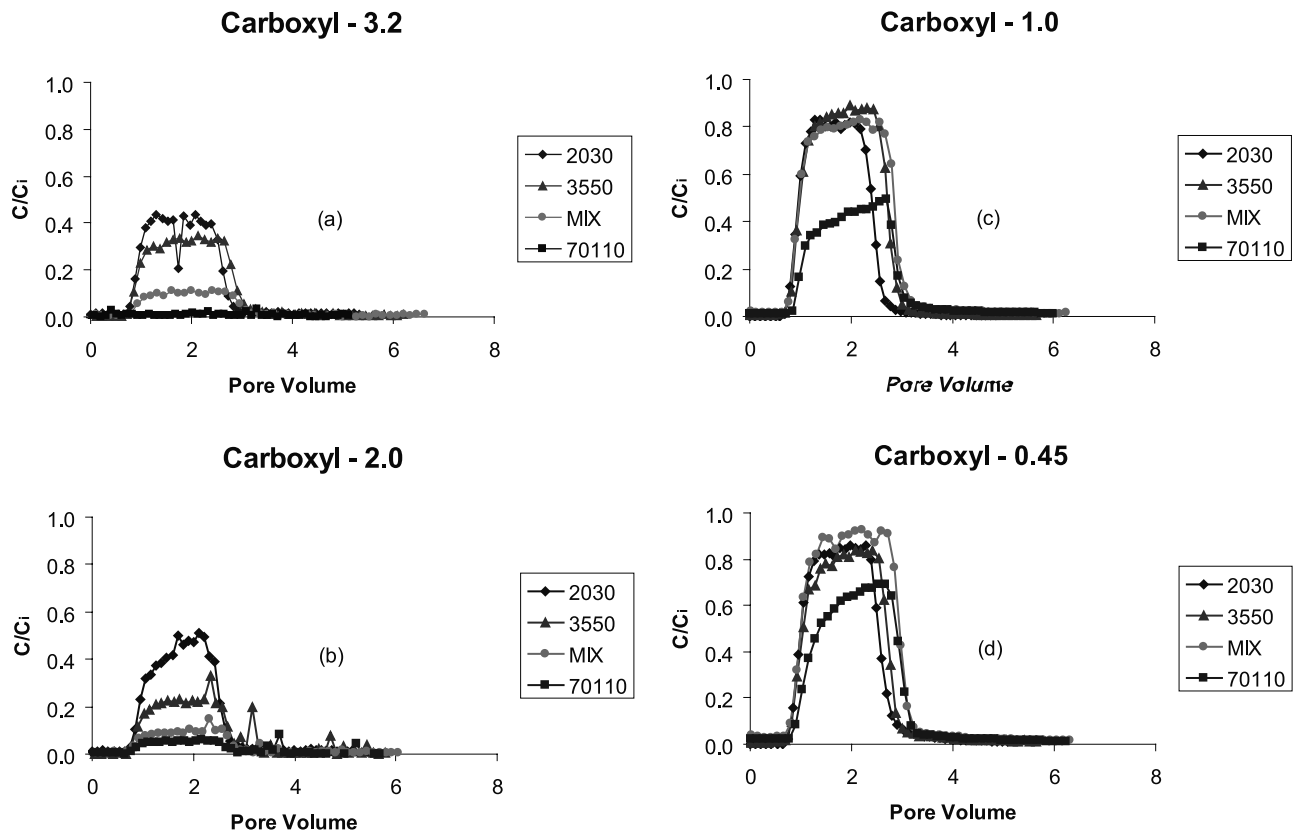 Carboxyl - 3.2
1.0
0.8
0.6
0.4
0.2
0.0
C/Ci
(a)
2030
3550
MIX
70110
0 2 4 6 8
Pore Volume
Carboxyl - 1.0
1.0
0.8
0.6
0.4
0.2
0.0
C/Ci
(c)
2030
3550
MIX
70110
0 2 4 6 8
Pore Volume
Carboxyl - 2.0
1.0
0.8
0.6
0.4
0.2
0.0
C/Ci
(b)
2030
3550
MIX
70110
0 2 4 6 8
Pore Volume
Carboxyl - 0.45
1.0
0.8
0.6
0.4
0.2
0.0
C/Ci
(d)
2030
3550
MIX
70110
0 2 4 6 8
Pore Volume